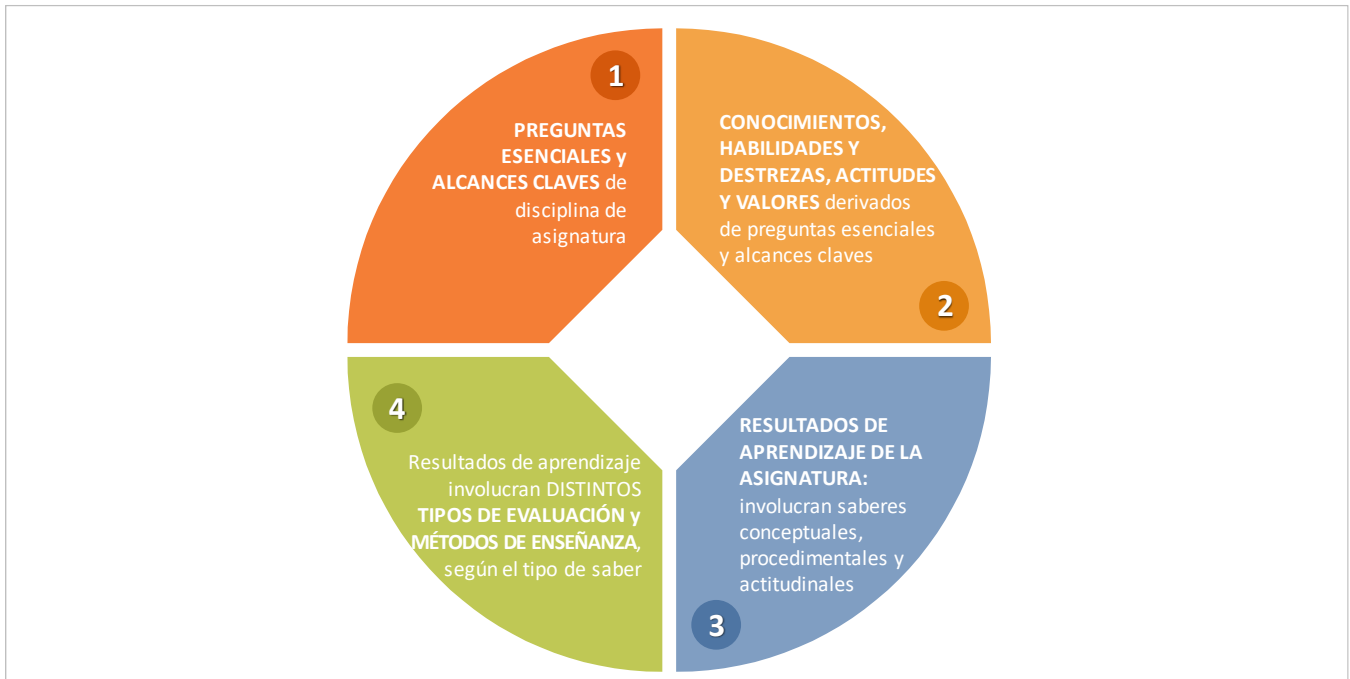 1
PREGUNTAS
ESENCIALES y
ALCANCES CLAVES de
disciplina de
asignatura
CONOCIMIENTOS,
HABILIDADES Y
DESTREZAS, ACTITUDES
Y VALORES derivados
de preguntas esenciales
y alcances claves
2
RESULTADOS DE
APRENDIZAJE DE LA
ASIGNATURA:
involucran saberes
conceptuales,
procedimentales y
actitudinales
3
4
Resultados de aprendizaje
involucran DISTINTOS
TIPOS DE EVALUACIÓN y
MÉTODOS DE ENSEÑANZA,
según el tipo de saber